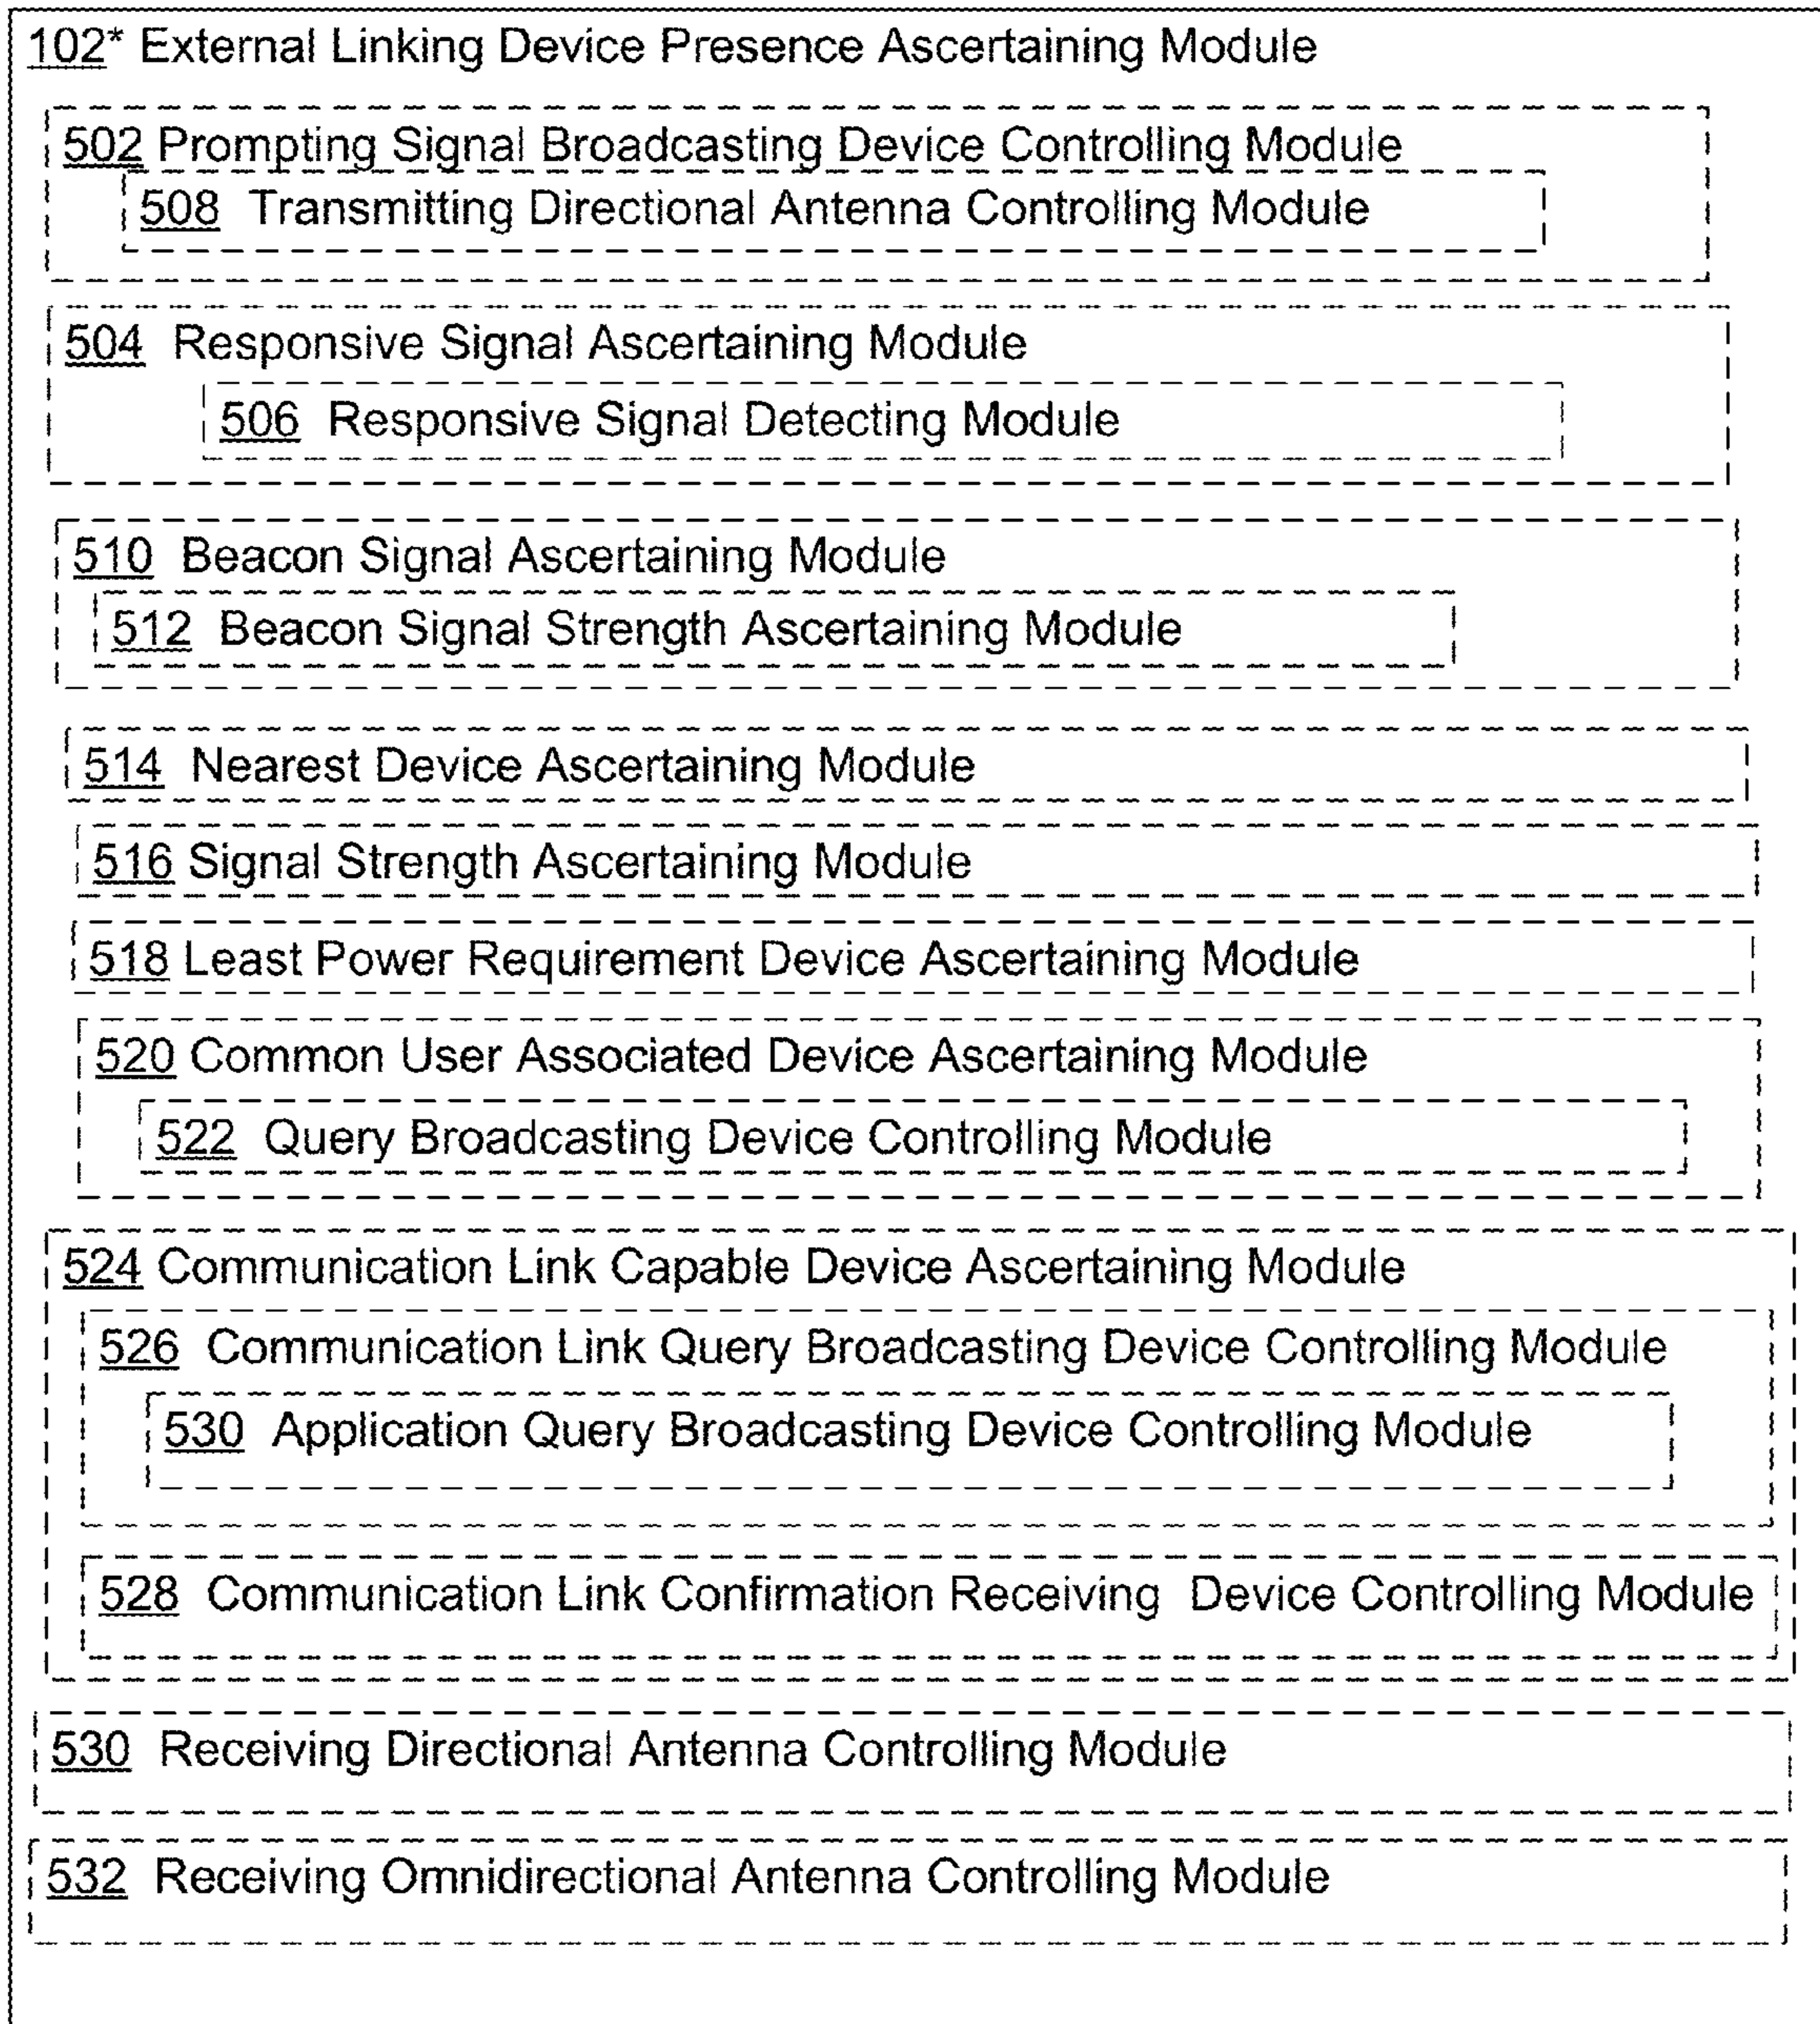 102* External Linking Device Presence Ascertaining Module
502 Prompting Signal Broadcasting Device Controlling Module
508 Transmitting Directional Antenna Controlling Module
504 Responsive Signal Ascertaining Module
506 Responsive Signal Detecting Module
510 Beacon Signal Ascertaining Module
512 Beacon Signal Strength Ascertaining Module
514 Nearest Device Ascertaining Module
516 Signal Strength Ascertaining Module
518 Least Power Requirement Device Ascertaining Module
520 Common User Associated Device Ascertaining Module
522 Query Broadcasting Device Controlling Module
524 Communication Link Capable Device Ascertaining Module
526 Communication Link Query Broadcasting Device Controlling Module
530 Application Query Broadcasting Device Controlling Module
528 Communication Link Confirmation Receiving Device Controlling Module
530 Receiving Directional Antenna Controlling Module
532 Receiving Omnidirectional Antenna Controlling Module